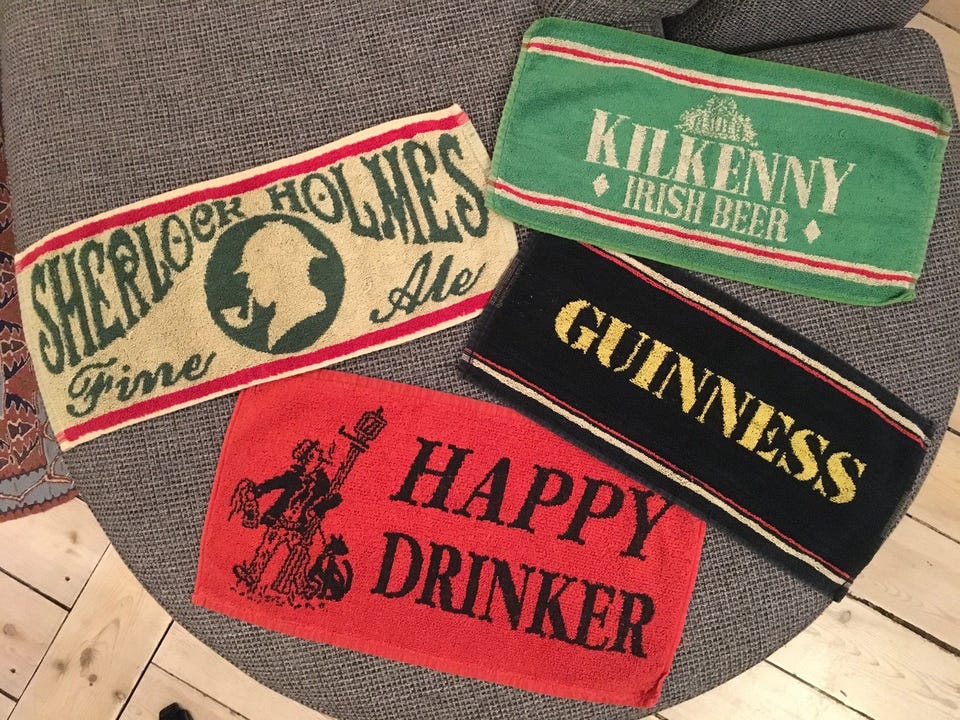 SHERLOCK HOLMES
Fine Ale
KILKENNY
IRISH BEER
GUINNESS
HAPPY
DRINKER